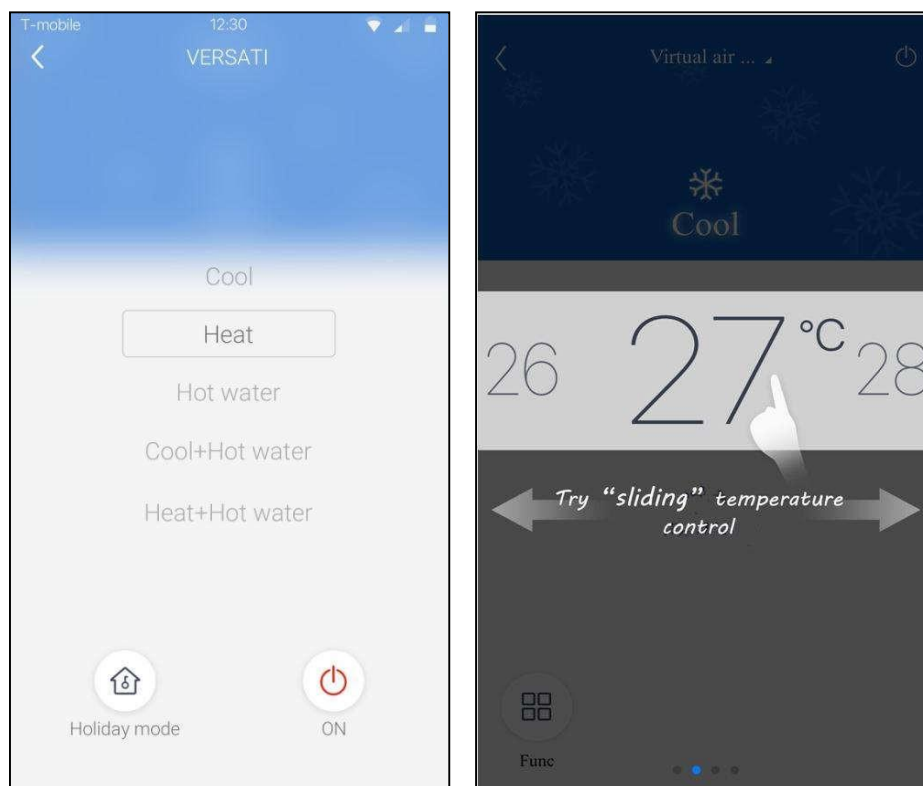 T-mobile 12:30
VERSATI
Cool
Heat
Hot water
Cool+Hot water
Heat+Hot water
Holiday mode
ON
Virtual air ...
Cool
26 27 °C 28
Try “sliding” temperature
control
Func